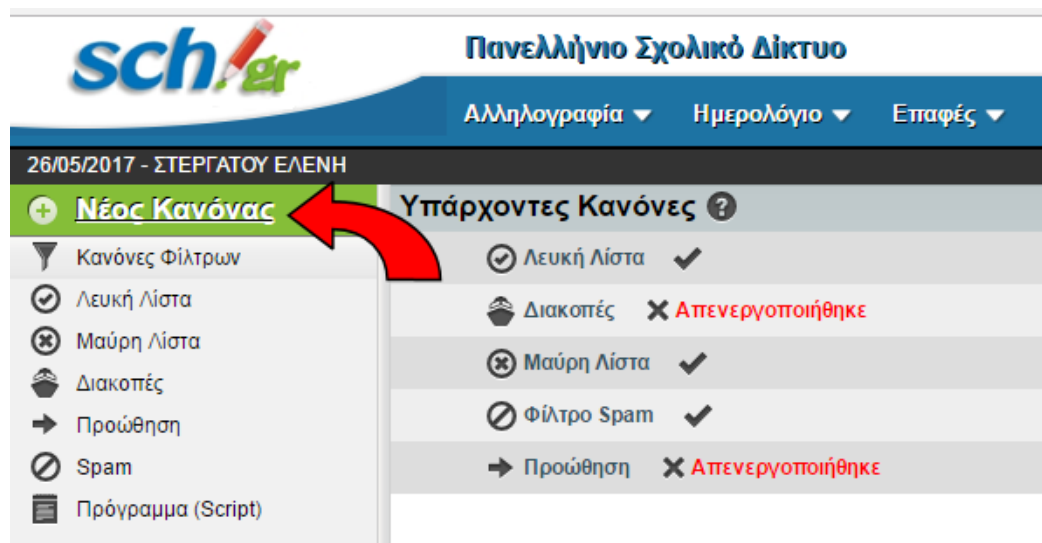 sch.gr
Πανελλήνιο Σχολικό Δίκτυο
Αλληλογραφία Ημερολόγιο Επαφές
26/05/2017 - ΣΤΕΡΓΑΤΟΥ ΕΛΕΝΗ
Νέος Κανόνας
Κανόνες Φίλτρων
Λευκή Λίστα
Μαύρη Λίστα
Διακοπές
Προώθηση
Spam
Πρόγραμμα (Script)
Υπάρχοντες Κανόνες ?
Λευκή Λίστα
Διακοπές Απενεργοποιήθηκε
Μαύρη Λίστα
Φίλτρο Spam
Προώθηση Απενεργοποιήθηκε